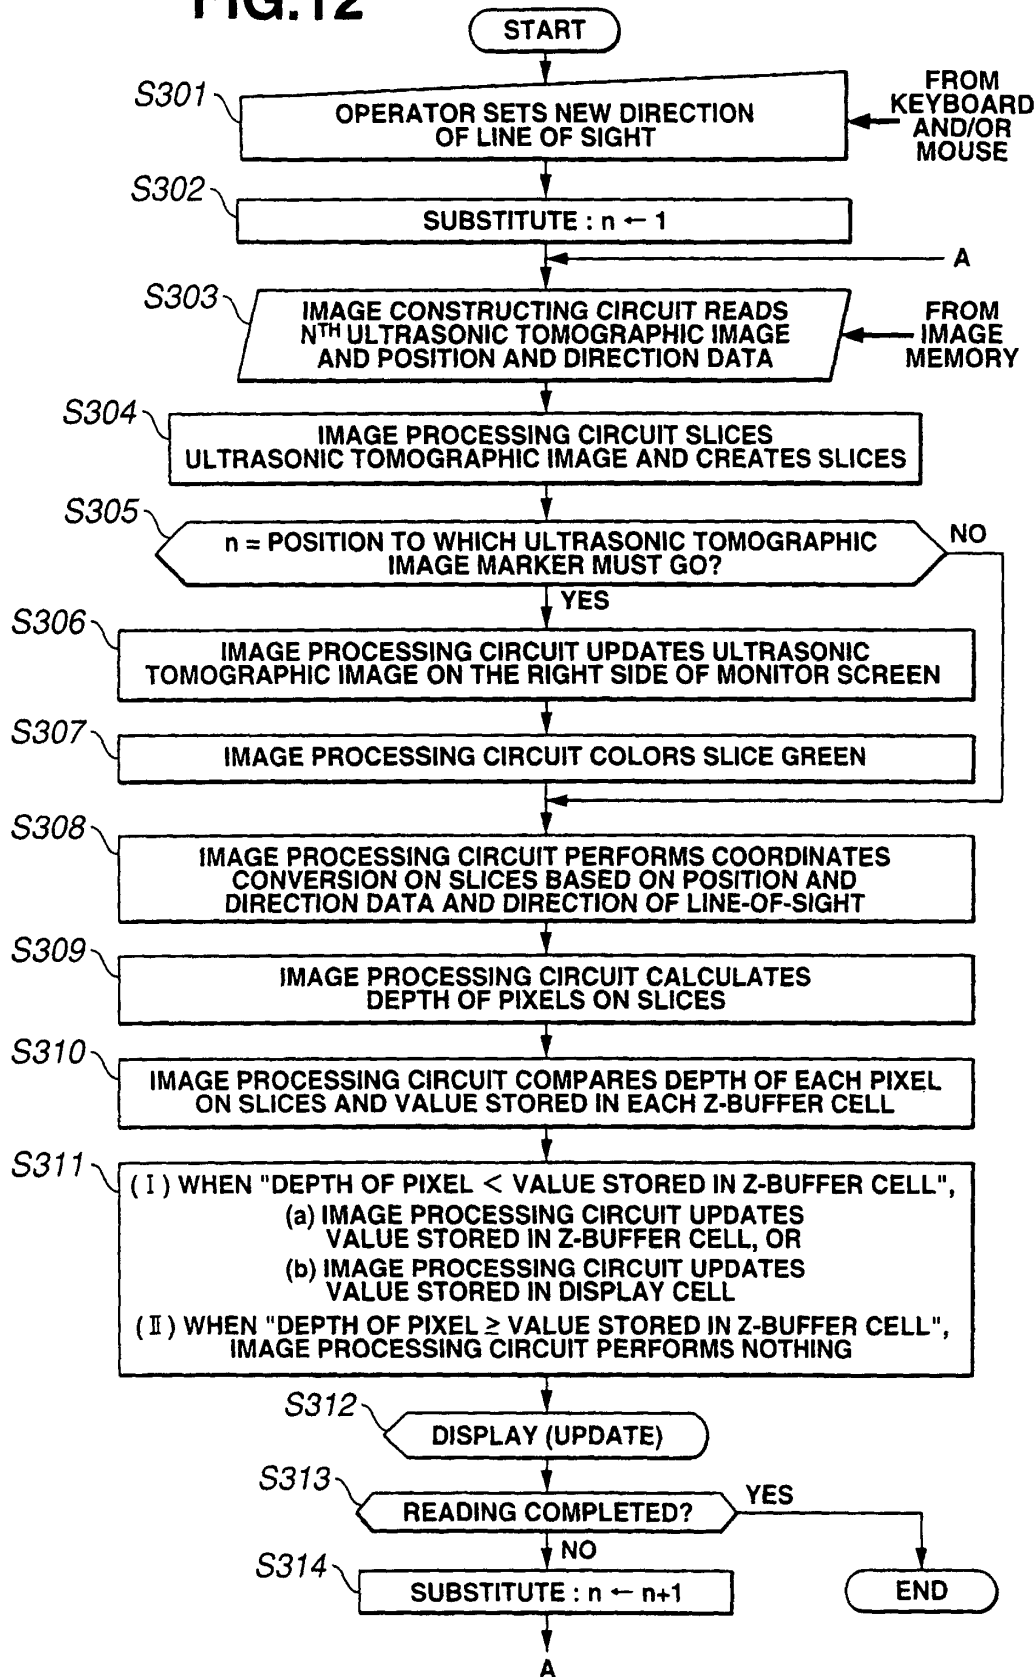 FIG.12
START
S301
OPERATOR SETS NEW DIRECTION
OF LINE OF SIGHT
FROM
KEYBOARD
AND/OR
MOUSE
S302
SUBSTITUTE : n ← 1
A
S303
IMAGE CONSTRUCTING CIRCUIT READS
NTH ULTRASONIC TOMOGRAPHIC IMAGE
AND POSITION AND DIRECTION DATA
FROM
IMAGE
MEMORY
S304
IMAGE PROCESSING CIRCUIT SLICES
ULTRASONIC TOMOGRAPHIC IMAGE AND CREATES SLICES
S305
n = POSITION TO WHICH ULTRASONIC TOMOGRAPHIC
IMAGE MARKER MUST GO?
NO
YES
S306
IMAGE PROCESSING CIRCUIT UPDATES ULTRASONIC
TOMOGRAPHIC IMAGE ON THE RIGHT SIDE OF MONITOR SCREEN
S307
IMAGE PROCESSING CIRCUIT COLORS SLICE GREEN
S308
IMAGE PROCESSING CIRCUIT PERFORMS COORDINATES
CONVERSION ON SLICES BASED ON POSITION AND
DIRECTION DATA AND DIRECTION OF LINE-OF-SIGHT
S309
IMAGE PROCESSING CIRCUIT CALCULATES
DEPTH OF PIXELS ON SLICES
S310
IMAGE PROCESSING CIRCUIT COMPARES DEPTH OF EACH PIXEL
ON SLICES AND VALUE STORED IN EACH Z-BUFFER CELL
S311
(I) WHEN "DEPTH OF PIXEL < VALUE STORED IN Z-BUFFER CELL",
(a) IMAGE PROCESSING CIRCUIT UPDATES
VALUE STORED IN Z-BUFFER CELL, OR
(b) IMAGE PROCESSING CIRCUIT UPDATES
VALUE STORED IN DISPLAY CELL
(II) WHEN "DEPTH OF PIXEL ≥ VALUE STORED IN Z-BUFFER CELL",
IMAGE PROCESSING CIRCUIT PERFORMS NOTHING
S312
DISPLAY (UPDATE)
S313
READING COMPLETED?
YES
NO
S314
SUBSTITUTE : n ← n+1
END
A